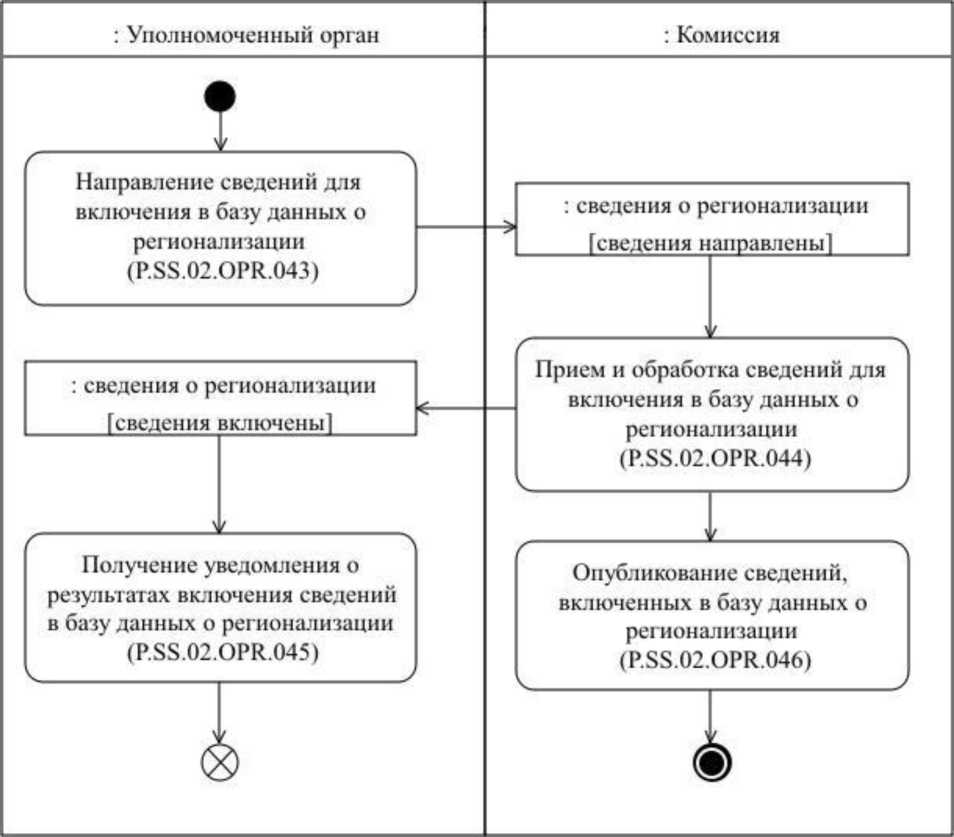 : Уполномоченный орган
: Комиссия
Направление сведений для
включения в базу данных о
регионализации
(P.SS.02.OPR.043)
: сведения о регионализации
[сведения направлены]
Прием и обработка сведений для
включения в базу данных о
регионализации
(P.SS.02.OPR.044)
: сведения о регионализации
[сведения включены]
Получение уведомления о
результатах включения сведений
в базу данных о регионализации
(P.SS.02.OPR.045)
Опубликование сведений,
включенных в базу данных о
регионализации
(P.SS.02.OPR.046)